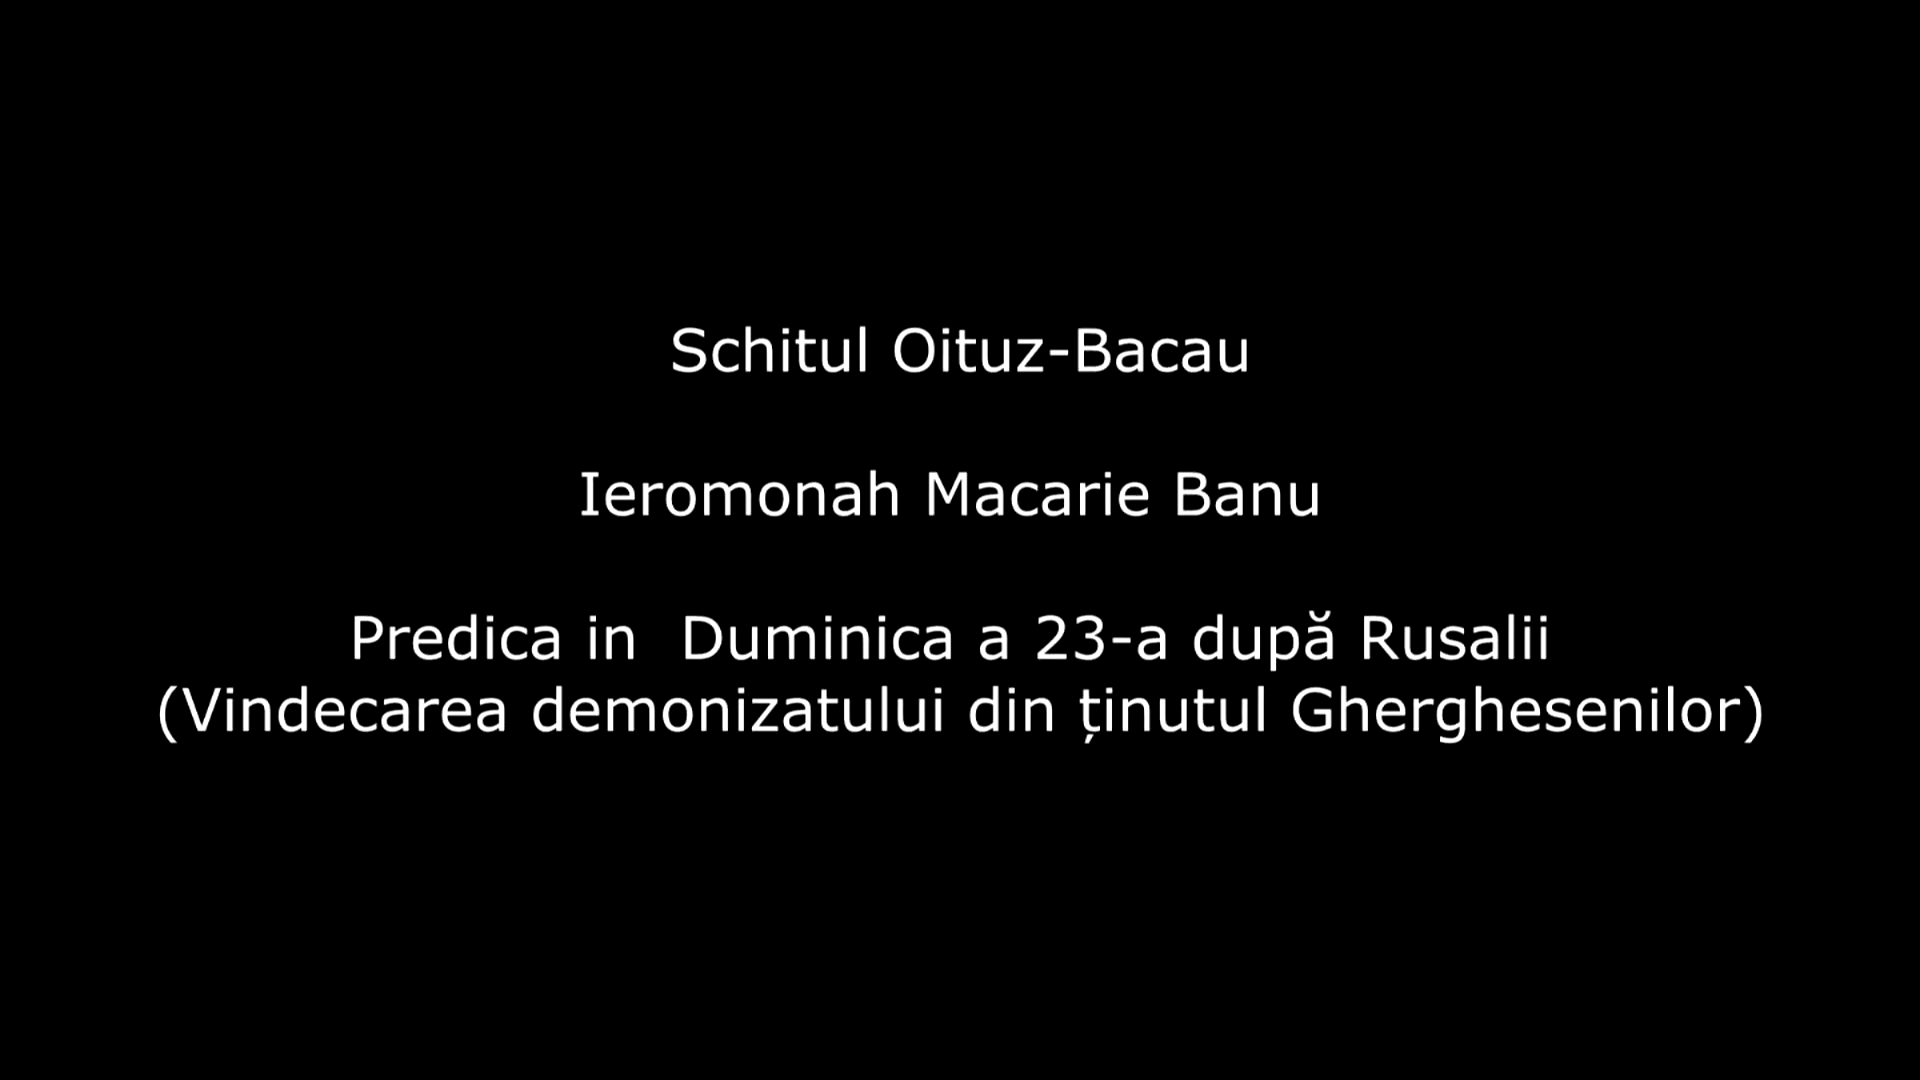 Schitul Oituz-Bacau
Ieromonah Macarie Banu
Predica in  Duminica a 23-a după Rusalii
(Vindecarea demonizatului din ținutul Gherghesenilor)